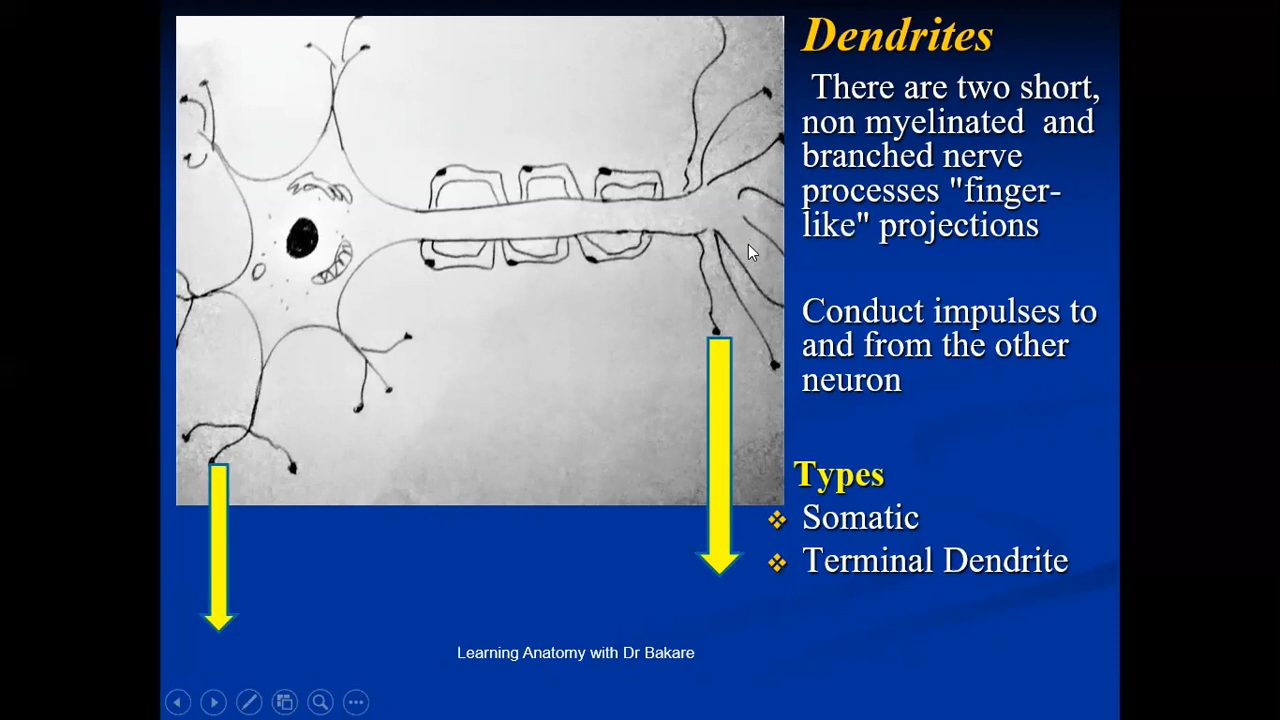 Dendrites
There are two short,
non myelinated and
branched nerve
processes "finger-
like" projections
Conduct impulses to
and from the other
neuron
Types
Somatic
Terminal Dendrite
Learning Anatomy with Dr Bakare